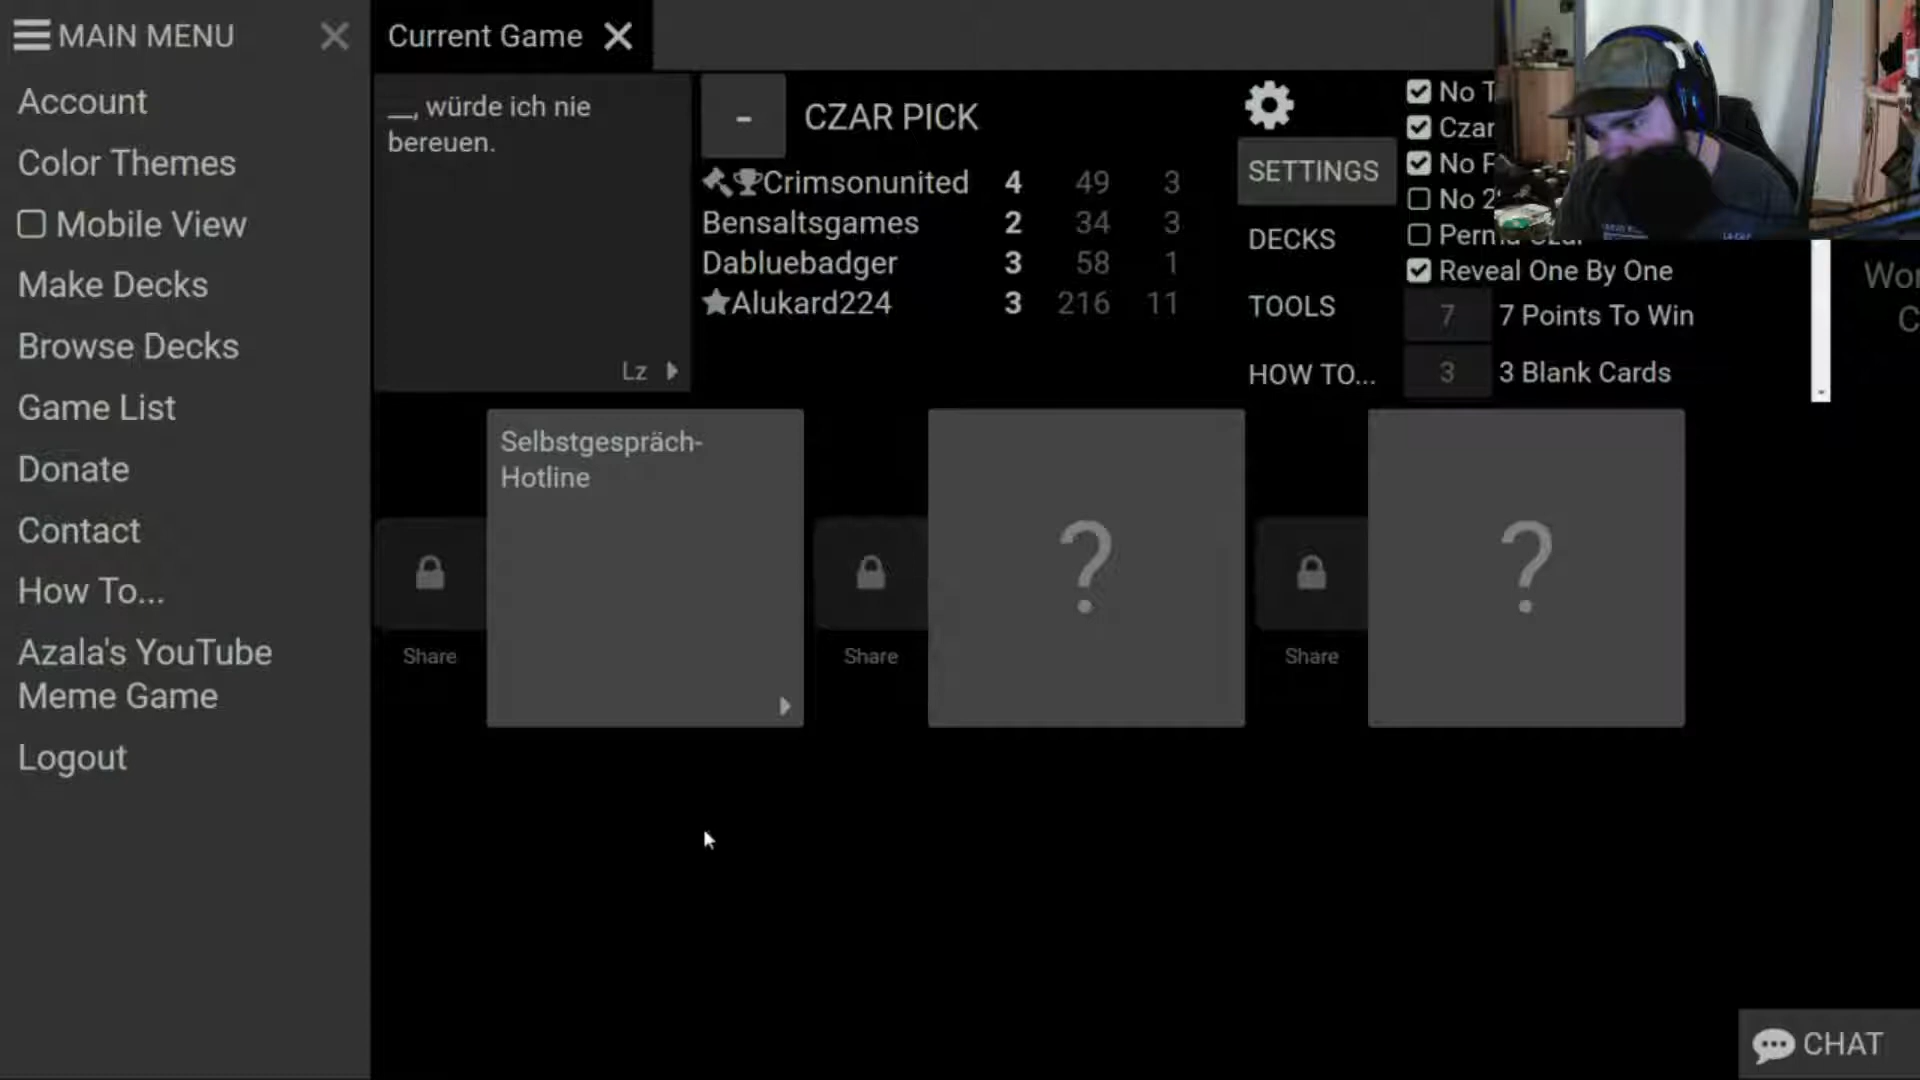 MAIN MENU
Account
Color Themes
Mobile View
Make Decks
Browse Decks
Game List
Donate
Contact
How To...
Azala's YouTube
Meme Game
Logout
Current Game
__, würde ich nie
bereuen.
Lz
-
CZAR PICK
Crimsonunited 4 49 3
Bensaltsgames 2 34 3
Dabluebadger 3 58 1
Alukard224 3 216 11
SETTINGS
DECKS
TOOLS
HOW TO...
No
Czar
No
No
Reveal One By One
7 7 Points To Win
3 3 Blank Cards
Selbstgespräch-
Hotline
?
?
Share
Share
Share
CHAT